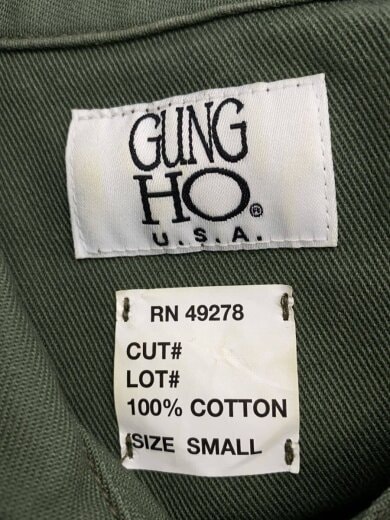 GUNG
HO®
U.S.A.
RN 49278
CUT#
LOT#
100% COTTON
SIZE SMALL